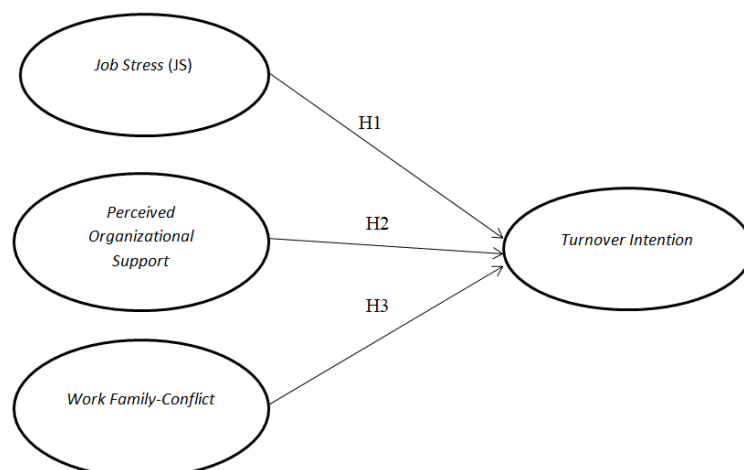 Job Stress (JS)
H1
Perceived
Organizational
Support
H2
Turnover Intention
H3
Work Family-Conflict